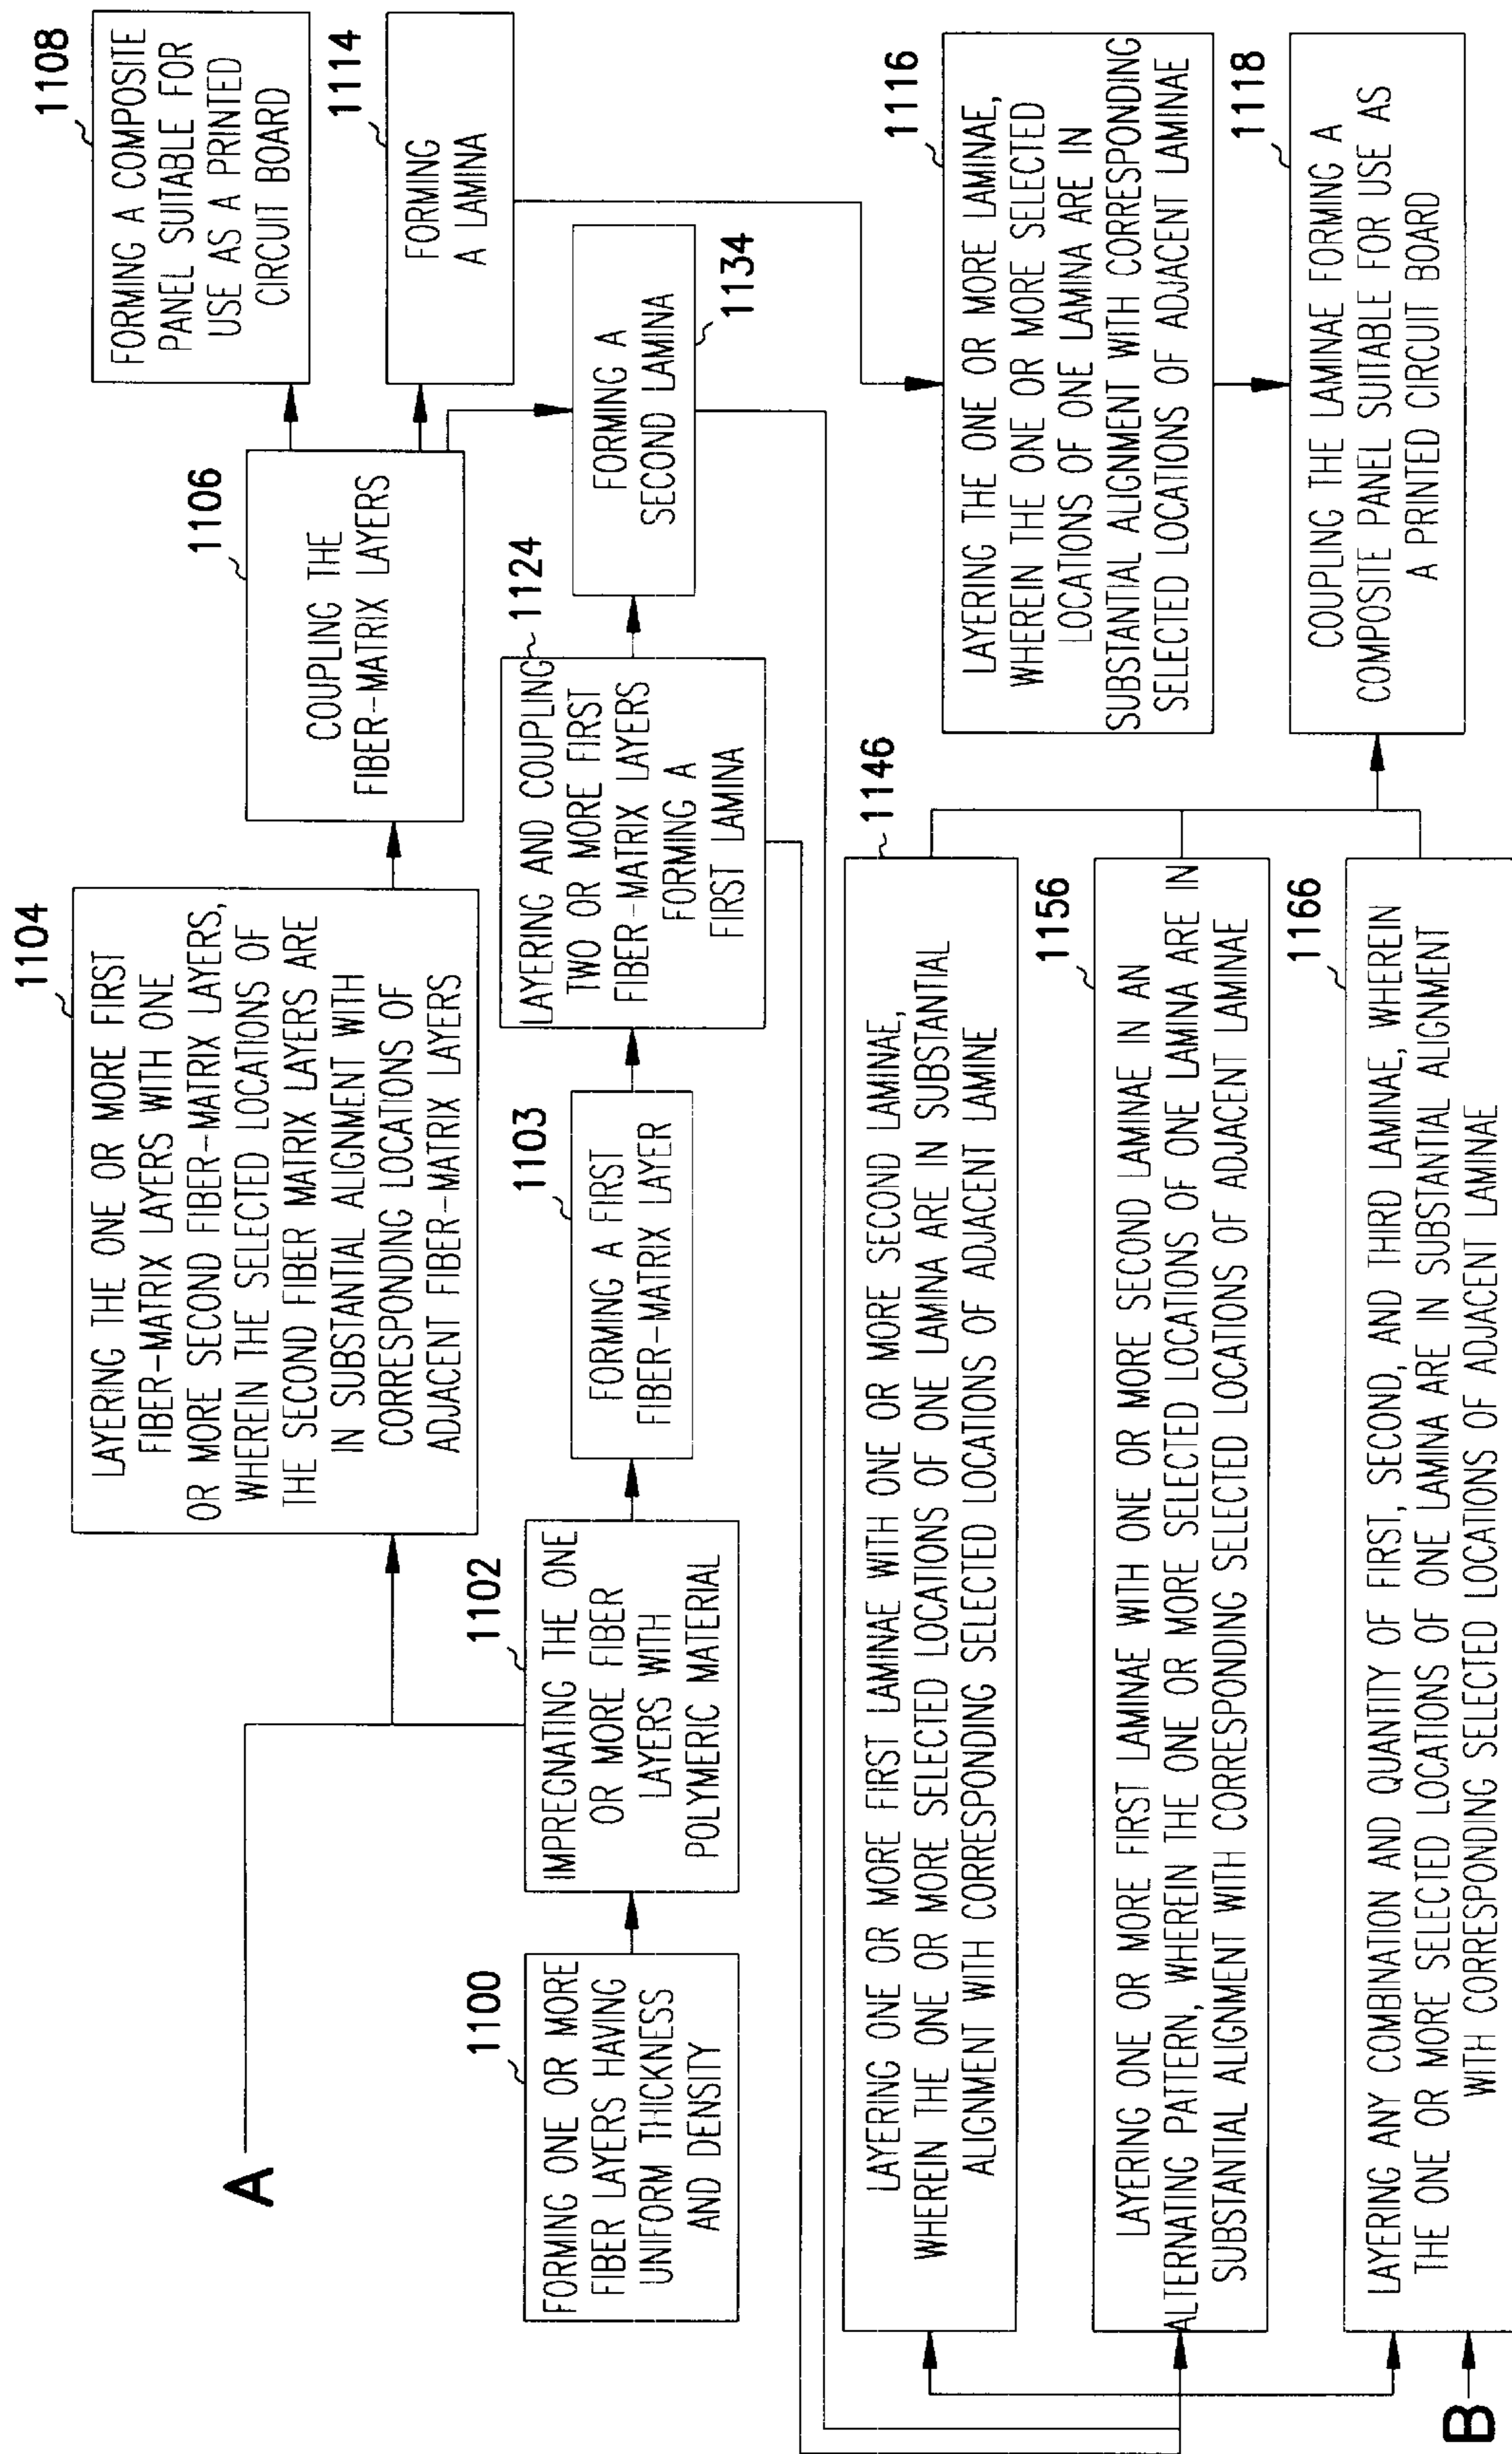 A
1100
FORMING ONE OR MORE
FIBER LAYERS HAVING
UNIFORM THICKNESS
AND DENSITY
1102
IMPREGNATING THE ONE
OR MORE FIBER
LAYERS WITH
POLYMERIC MATERIAL
1104
LAYERING THE ONE OR MORE FIRST
FIBER-MATRIX LAYERS WITH ONE
OR MORE SECOND FIBER-MATRIX LAYERS,
WHEREIN THE SELECTED LOCATIONS OF
THE SECOND FIBER MATRIX LAYERS ARE
IN SUBSTANTIAL ALIGNMENT WITH
CORRESPONDING LOCATIONS OF
ADJACENT FIBER-MATRIX LAYERS
1103
FORMING A FIRST
FIBER-MATRIX LAYER
1106
COUPLING THE
FIBER-MATRIX LAYERS
1124
LAYERING AND COUPLING
TWO OR MORE FIRST
FIBER-MATRIX LAYERS
FORMING A
FIRST LAMINA
1108
FORMING A COMPOSITE
PANEL SUITABLE FOR
USE AS A PRINTED
CIRCUIT BOARD
1114
FORMING
A LAMINA
FORMING A
SECOND LAMINA
1134
1146
LAYERING ONE OR MORE FIRST LAMINAE WITH ONE OR MORE SECOND LAMINAE,
WHEREIN THE ONE OR MORE SELECTED LOCATIONS OF ONE LAMINA ARE IN SUBSTANTIAL
ALIGNMENT WITH CORRESPONDING SELECTED LOCATIONS OF ADJACENT LAMINE
1156
LAYERING ONE OR MORE FIRST LAMINAE WITH ONE OR MORE SECOND LAMINAE IN AN
ALTERNATING PATTERN, WHEREIN THE ONE OR MORE SELECTED LOCATIONS OF ONE LAMINA ARE IN
SUBSTANTIAL ALIGNMENT WITH CORRESPONDING SELECTED LOCATIONS OF ADJACENT LAMINAE
1166
LAYERING ANY COMBINATION AND QUANTITY OF FIRST, SECOND, AND THIRD LAMINAE, WHEREIN
THE ONE OR MORE SELECTED LOCATIONS OF ONE LAMINA ARE IN SUBSTANTIAL ALIGNMENT
WITH CORRESPONDING SELECTED LOCATIONS OF ADJACENT LAMINAE
B
1116
LAYERING THE ONE OR MORE LAMINAE,
WHEREIN THE ONE OR MORE SELECTED
LOCATIONS OF ONE LAMINA ARE IN
SUBSTANTIAL ALIGNMENT WITH CORRESPONDING
SELECTED LOCATIONS OF ADJACENT LAMINAE
1118
COUPLING THE LAMINAE FORMING A
COMPOSITE PANEL SUITABLE FOR USE AS
A PRINTED CIRCUIT BOARD